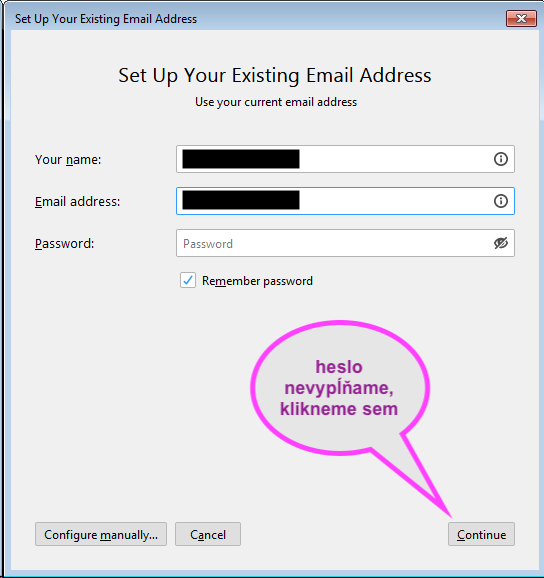 Set Up Your Existing Email Address
Set Up Your Existing Email Address
Use your current email address
Your name:
Email address:
Password:
Password
Remember password
heslo
nevypĺňame,
klikneme sem
Configure manually...
Cancel
Continue